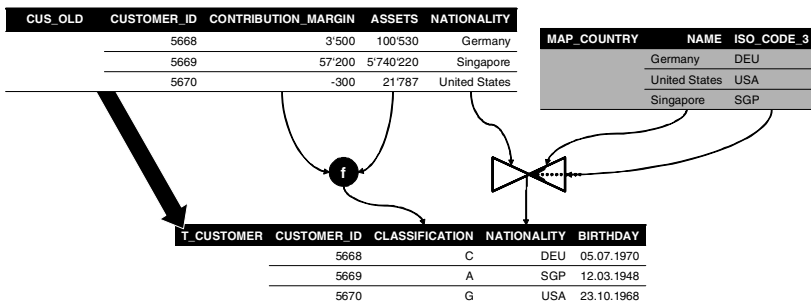 CUS_OLD CUSTOMER_ID CONTRIBUTION_MARGIN ASSETS NATIONALITY
5668 3'500 100'530 Germany
5669 57'200 5'740'220 Singapore
5670 -300 21'787 United States
MAP_COUNTRY NAME ISO_CODE_3
Germany DEU
United States USA
Singapore SGP
f
T_CUSTOMER CUSTOMER_ID CLASSIFICATION NATIONALITY BIRTHDAY
5668 C DEU 05.07.1970
5669 A SGP 12.03.1948
5670 G USA 23.10.1968